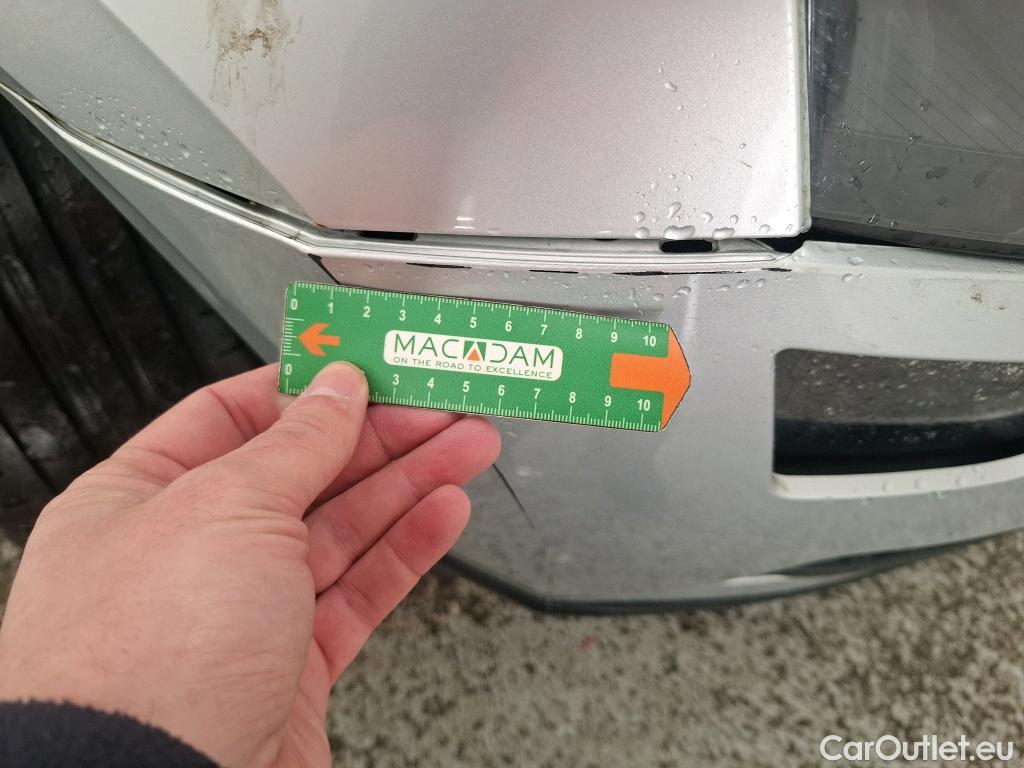 0 1 2 3 4 5 6 7 8 9 10
MACADAM
ON THE ROAD TO EXCELLENCE
0 3 4 5 6 7 8 9 10
CarOutlet.eu